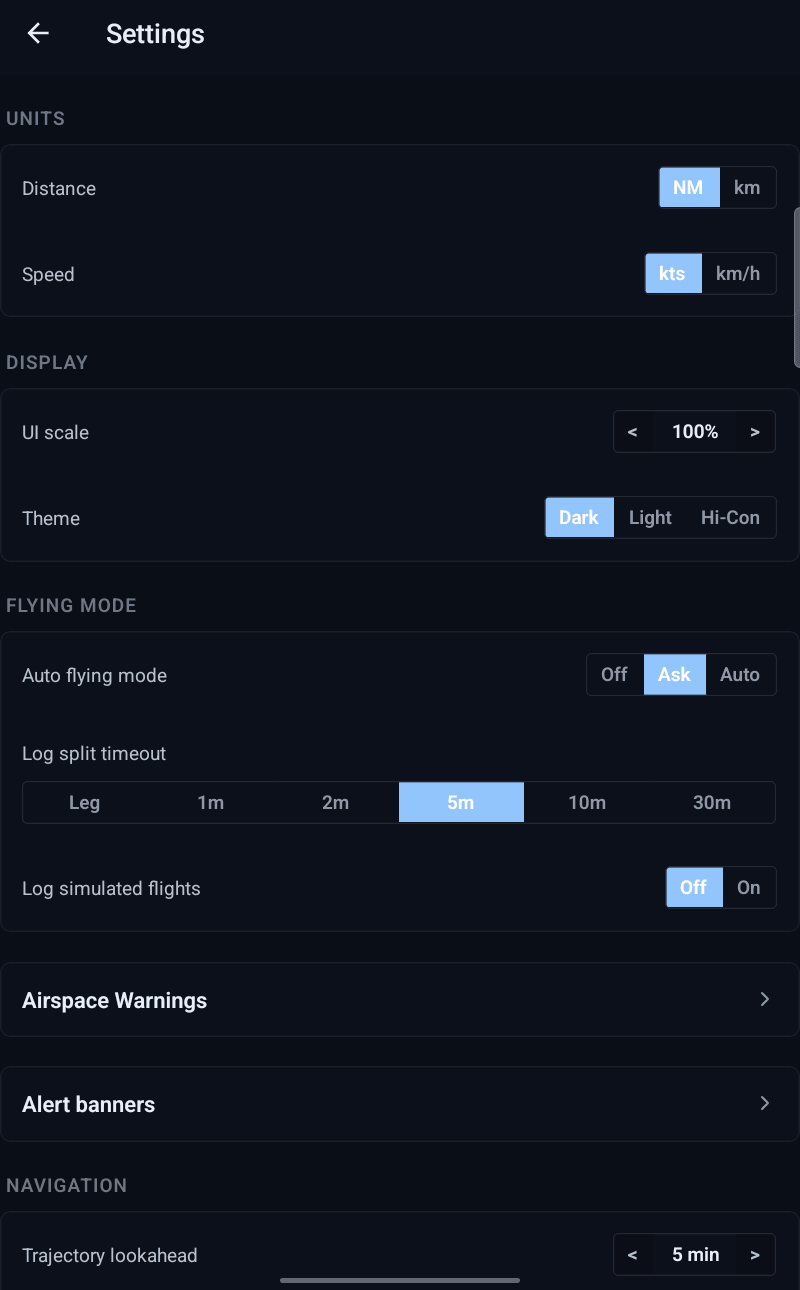 Settings
UNITS
Distance NM km
Speed kts km/h
DISPLAY
UI scale < 100% >
Theme Dark Light Hi-Con
FLYING MODE
Auto flying mode Off Ask Auto
Log split timeout
Leg 1m 2m 5m 10m 30m
Log simulated flights Off On
Airspace Warnings
Alert banners
NAVIGATION
Trajectory lookahead < 5 min >